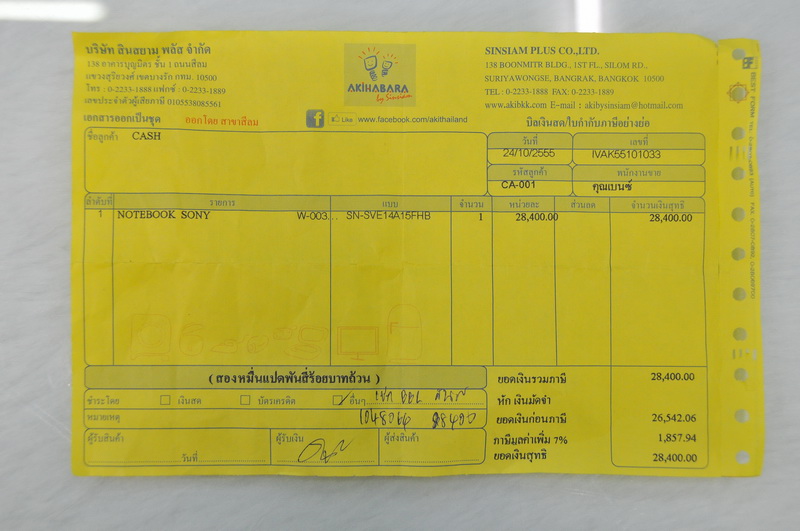 บริษัท สินสยาม พลัส จำกัด
138 อาคารบุญมิตร ชั้น 1 ถนนสีลม
แขวงสุริยวงศ์ เขตบางรัก กทม. 10500
โทร : 0-2233-1888 แฟกซ์ : 0-2233-1889
เลขประจำตัวผู้เสียภาษี 0105538085561
AKIHABARA
by Sinsiam
SINSIAM PLUS CO.,LTD.
138 BOONMITR BLDG., 1ST FL., SILOM RD.,
SURIYAWONGSE, BANGRAK, BANGKOK 10500
TEL : 0-2233-1888 FAX: 0-2233-1889
www.akibkk.com E-mail : akibysinsiam@hotmail.com
เอกสารออกเป็นชุด ออกโดย สาขาสีลม
f Like www.facebook.com/akithailand
บิลเงินสด/ใบกำกับภาษีอย่างย่อ
ชื่อลูกค้า CASH
วันที่ เลขที่
24/10/2555 IVAK55101033
รหัสลูกค้า พนักงานขาย
CA-001 คุณเบนซ์
ลำดับที่ รายการ แบบ จำนวน หน่วยละ ส่วนลด จำนวนเงินสุทธิ
1 NOTEBOOK SONY W-003... SN-SVE14A15FHB 1 28,400.00 28,400.00
( สองหมื่นแปดพันสี่ร้อยบาทถ้วน )
ยอดเงินรวมภาษี 28,400.00
หัก เงินมัดจำ
ยอดเงินก่อนภาษี 26,542.06
ภาษีมูลค่าเพิ่ม 7% 1,857.94
ยอดเงินสุทธิ 28,400.00
ชำระโดย เงินสด บัตรเครดิต อื่นๆ
หมายเหตุ 28400
ผู้รับสินค้า ผู้รับเงิน ผู้ส่งสินค้า
วันที่
BEST FORM